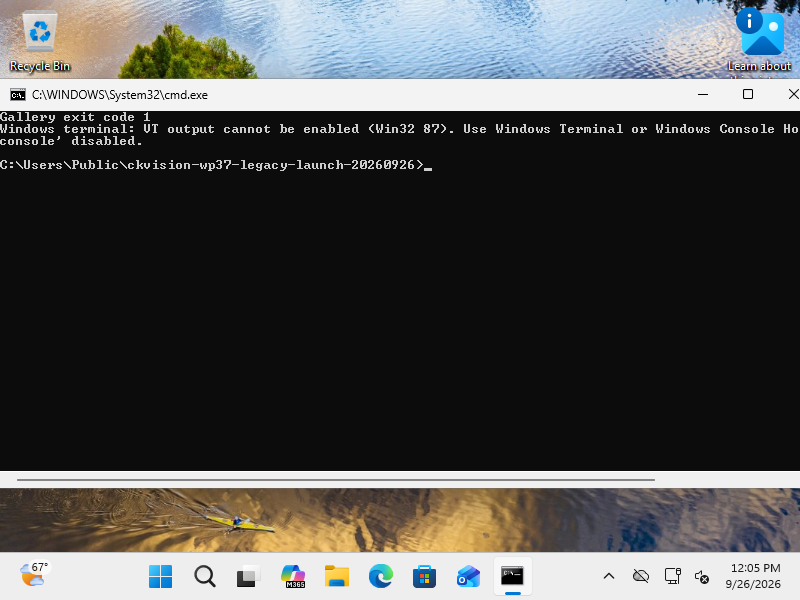 Recycle Bin
Learn about
C:\WINDOWS\System32\cmd.exe
Gallery exit code 1
Windows terminal: VT output cannot be enabled (Win32 87). Use Windows Terminal or Windows Console Ho
console' disabled.
C:\Users\Public\ckvision-wp37-legacy-launch-20260926>_
67°
M365
12:05 PM
9/26/2026